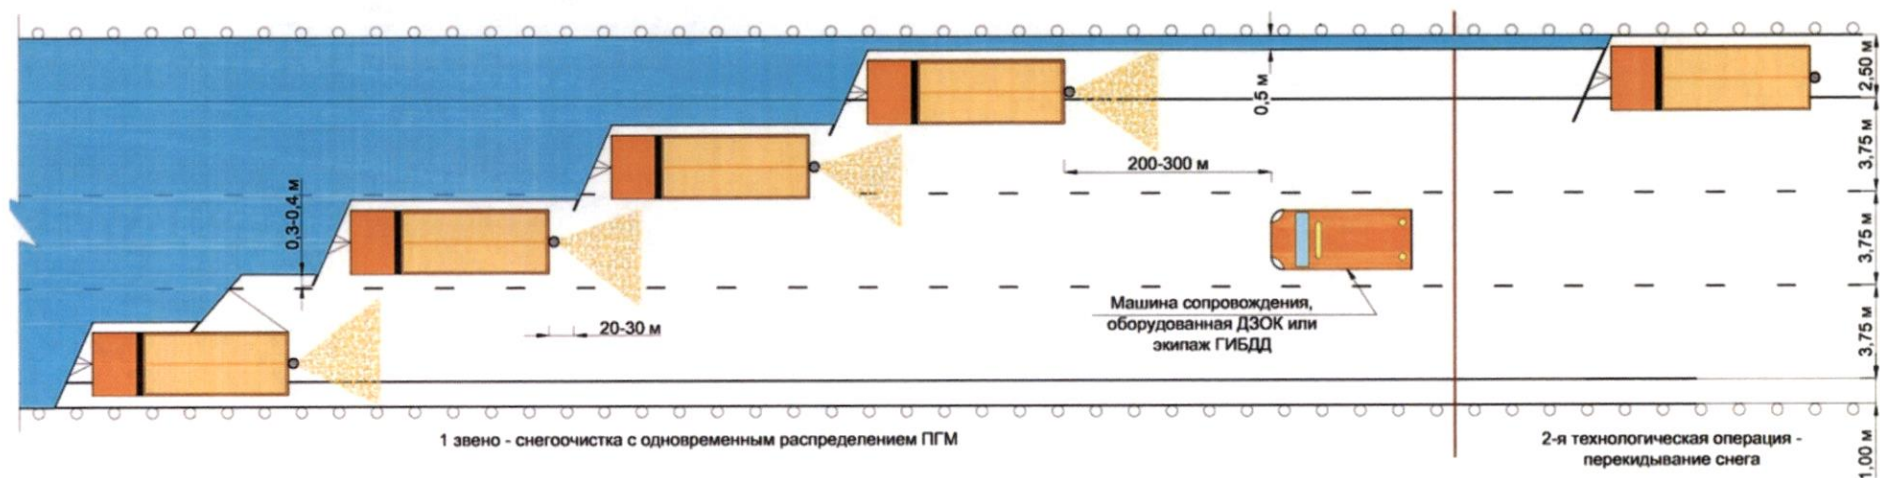 2,50 м
0,5 м
3,75 м
200-300 м
0,3-0,4 м
3,75 м
Машина сопровождения,
оборудованная ДЗОК или
экипаж ГИБДД
20-30 м
3,75 м
1 звено - снегоочистка с одновременным распределением ПГМ
2-я технологическая операция -
перекидывание снега
1,00 м